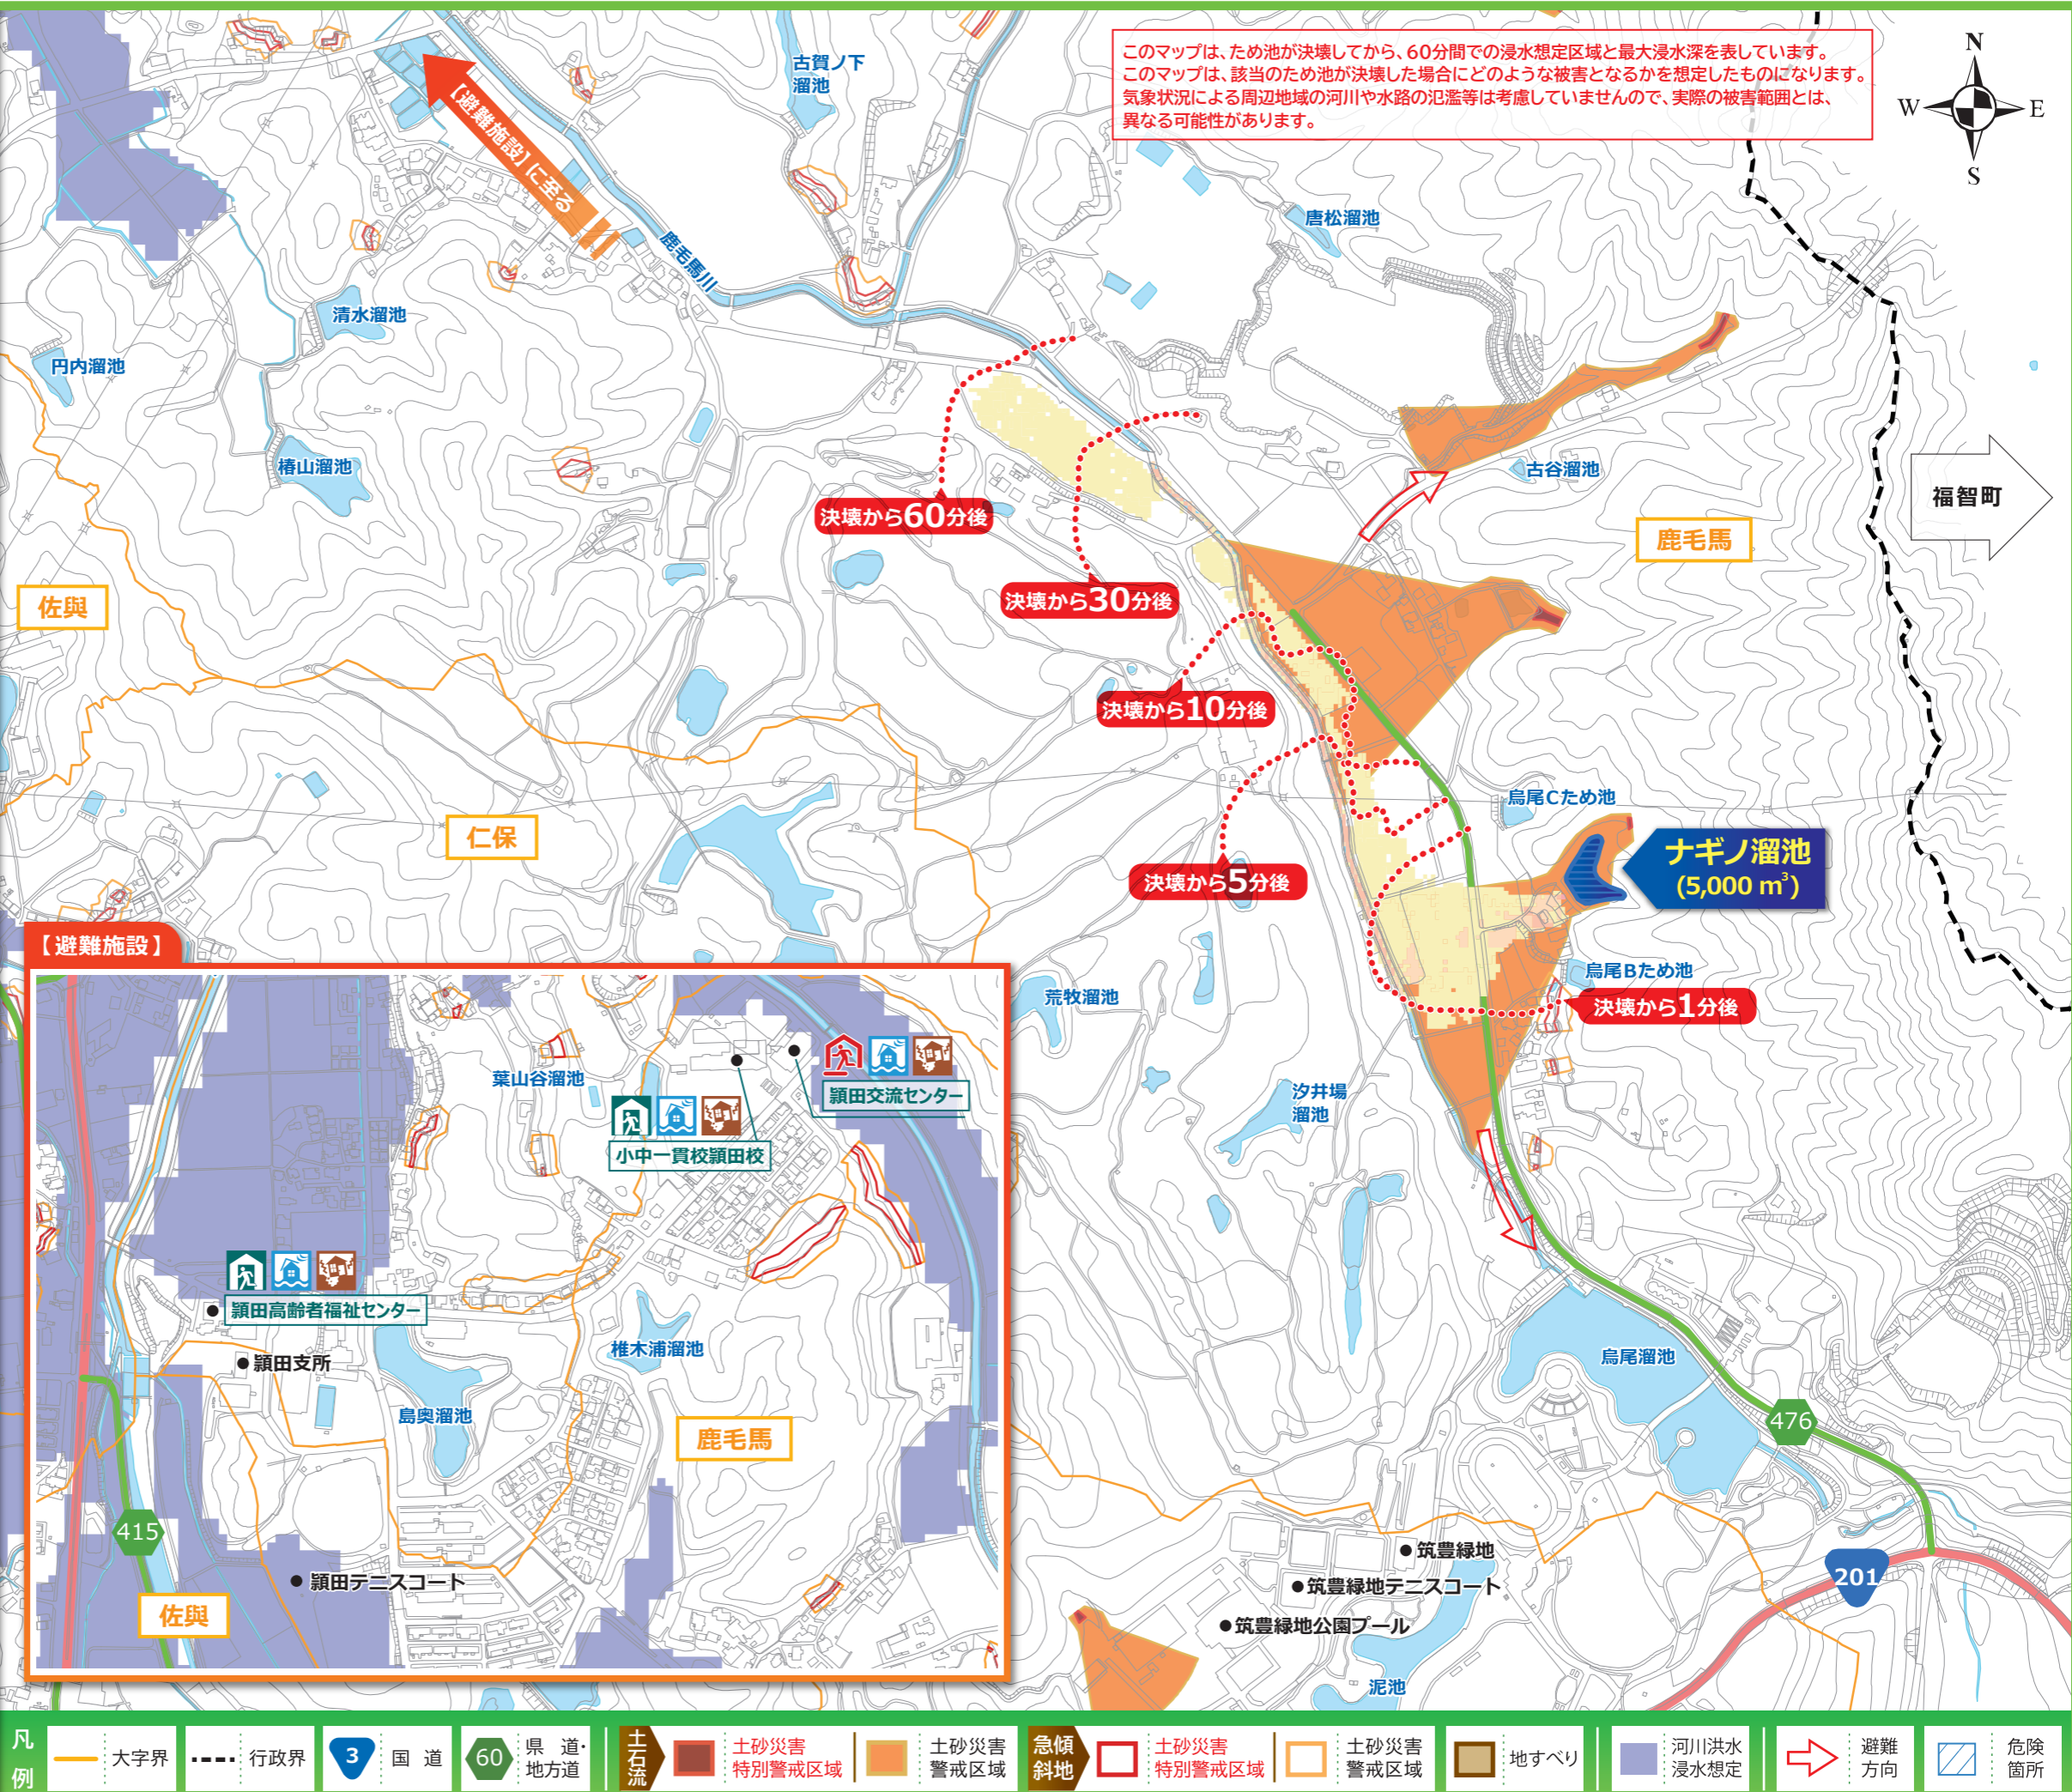 このマップは、ため池が決壊してから、60分間での浸水想定区域と最大浸水深を表しています。
このマップは、該当のため池が決壊した場合にどのような被害となるかを想定したものになります。
気象状況による周辺地域の河川や水路の氾濫等は考慮していませんので、実際の被害範囲とは、
異なる可能性があります。
N
W
E
S
古賀ノ下
溜池
【避難施設】に至る
鹿毛馬川
唐松溜池
清水溜池
円内溜池
椿山溜池
古谷溜池
福智町
鹿毛馬
決壊から60分後
決壊から30分後
佐與
決壊から10分後
烏尾Cため池
仁保
ナギノ溜池
(5,000 m³)
決壊から5分後
烏尾Bため池
決壊から1分後
荒牧溜池
汐井場
溜池
烏尾溜池
476
筑豊緑地
筑豊緑地テニスコート
筑豊緑地公園プール
201
泥池
【避難施設】
葉山谷溜池
頴田交流センター
小中一貫校頴田校
頴田高齢者福祉センター
頴田支所
椎木浦溜池
島奥溜池
鹿毛馬
415
頴田テニスコート
佐與
凡
例
大字界
行政界
3
国 道
60
県 道・
地方道
土石流
土砂災害
特別警戒区域
土砂災害
警戒区域
急傾
斜地
土砂災害
特別警戒区域
土砂災害
警戒区域
地すべり
河川洪水
浸水想定
避難
方向
危険
箇所